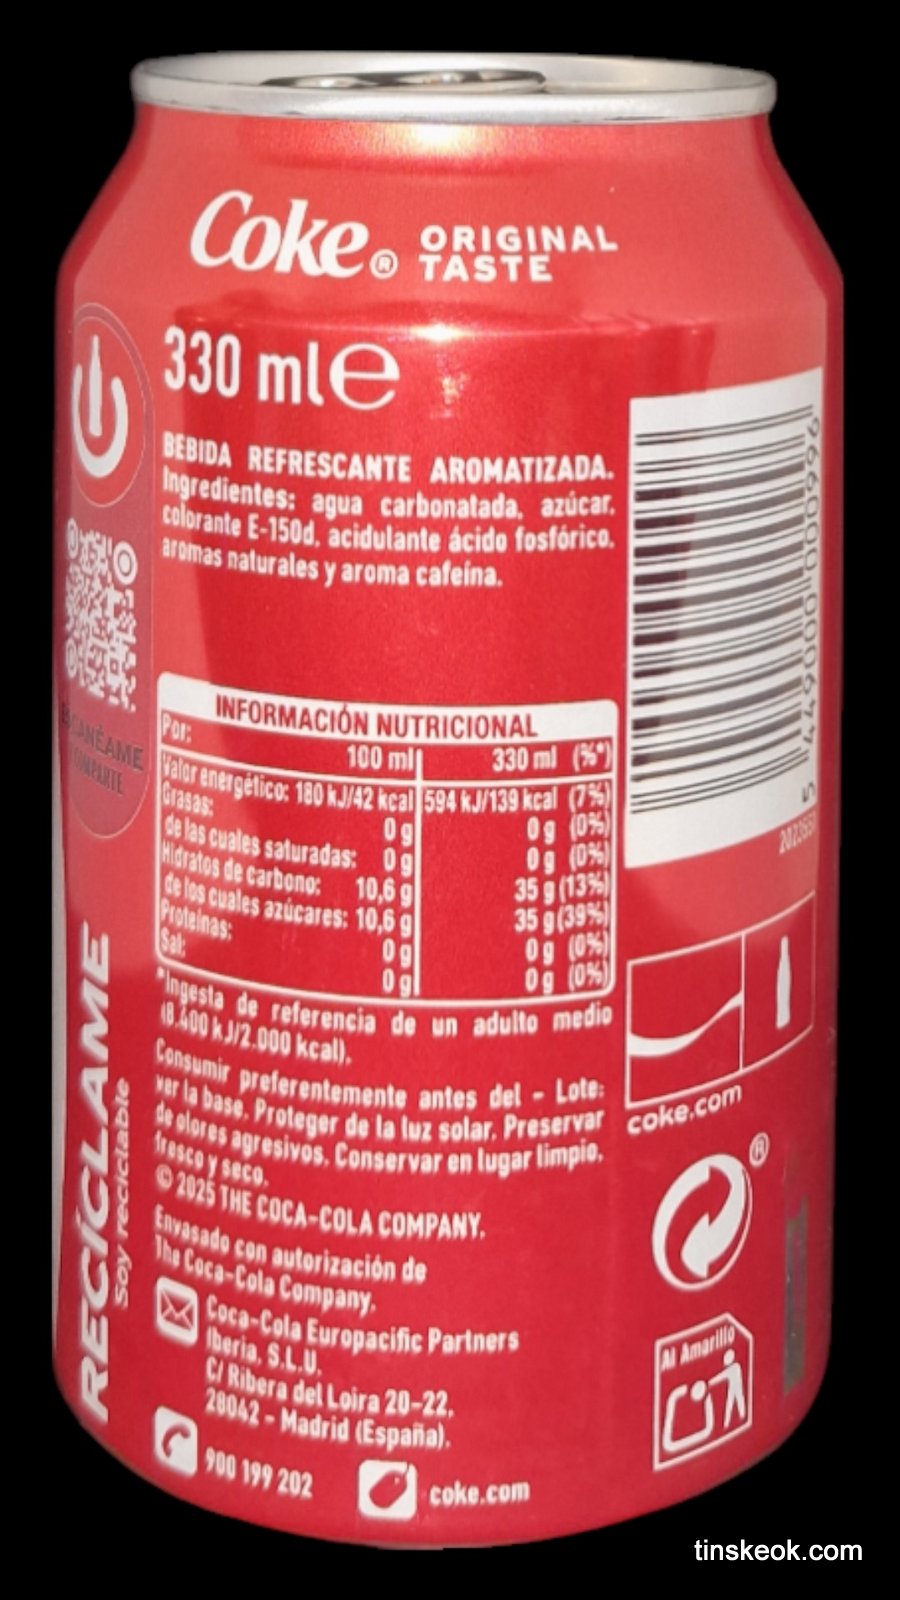 Coke® ORIGINAL
TASTE
330 ml ℮
BEBIDA REFRESCANTE AROMATIZADA.
Ingredientes: agua carbonatada, azúcar,
colorante E-150d, acidulante ácido fosfórico,
aromas naturales y aroma cafeína.
INFORMACIÓN NUTRICIONAL
Por: 100 ml 330 ml (%*)
Valor energético: 180 kJ/42 kcal 594 kJ/139 kcal (7%)
Grasas: 0 g 0 g (0%)
de las cuales saturadas: 0 g 0 g (0%)
Hidratos de carbono: 10,6 g 35 g (13%)
de los cuales azúcares: 10,6 g 35 g (39%)
Proteínas: 0 g 0 g (0%)
Sal: 0 g 0 g (0%)
*Ingesta de referencia de un adulto medio
(8.400 kJ/2.000 kcal).
Consumir preferentemente antes del - Lote:
ver la base. Proteger de la luz solar. Preservar
de olores agresivos. Conservar en lugar limpio,
fresco y seco.
© 2025 THE COCA-COLA COMPANY.
Envasado con autorización de
The Coca-Cola Company,
Coca-Cola Europacific Partners
Iberia, S.L.U.
C/ Ribera del Loira 20-22.
28042 - Madrid (España).
900 199 202
coke.com
ESCANÉAME
Y COMPARTE
RECÍCLAME
Soy reciclable
5 449000 000996
coke.com
®
Al Amarillo
tinskeok.com